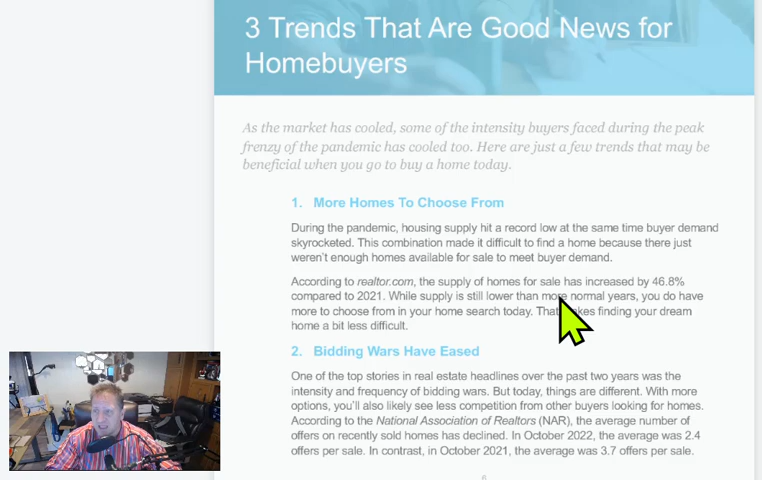 3 Trends That Are Good News for
Homebuyers
As the market has cooled, some of the intensity buyers faced during the peak
frenzy of the pandemic has cooled too. Here are just a few trends that may be
beneficial when you go to buy a home today.
1. More Homes To Choose From
During the pandemic, housing supply hit a record low at the same time buyer demand
skyrocketed. This combination made it difficult to find a home because there just
weren't enough homes available for sale to meet buyer demand.
According to realtor.com, the supply of homes for sale has increased by 46.8%
compared to 2021. While supply is still lower than more normal years, you do have
more to choose from in your home search today. That makes finding your dream
home a bit less difficult.
2. Bidding Wars Have Eased
One of the top stories in real estate headlines over the past two years was the
intensity and frequency of bidding wars. But today, things are different. With more
options, you'll also likely see less competition from other buyers looking for homes.
According to the National Association of Realtors (NAR), the average number of
offers on recently sold homes has declined. In October 2022, the average was 2.4
offers per sale. In contrast, in October 2021, the average was 3.7 offers per sale.
6